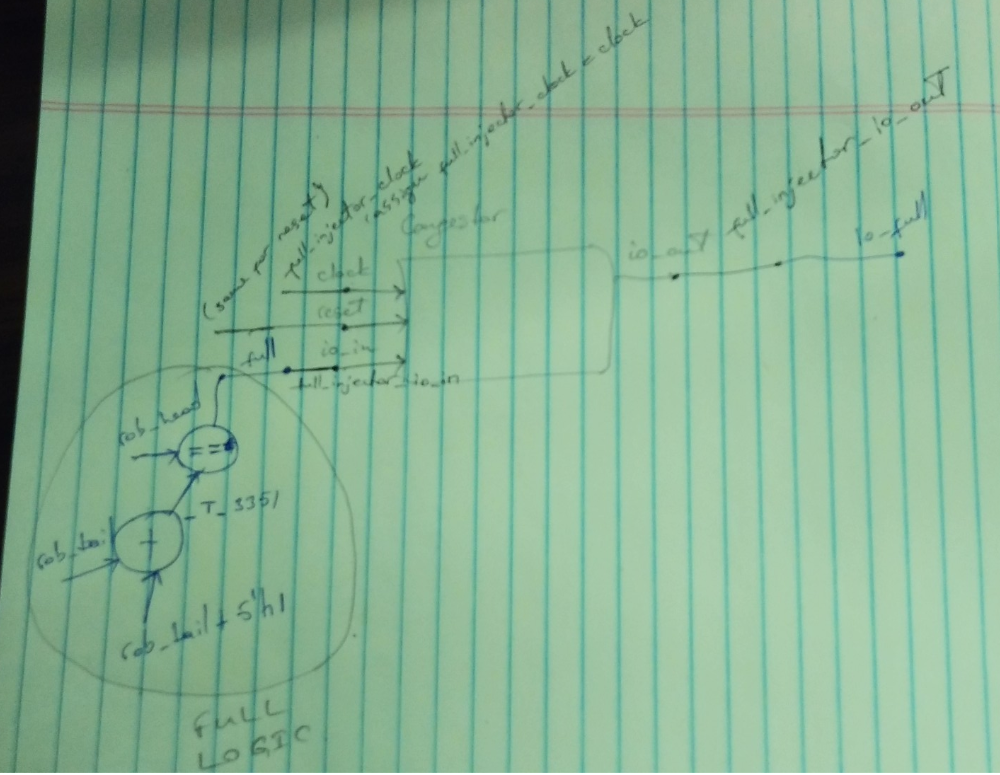 (assign full_injector_clock = clock
full_injector_clock
(same for reset)
Congestor
clock
reset
io_in
full
full_injector_io_in
io_out
full_injector_io_out
io_full
rob_head
===
_T_3351
rob_tail
+
rob_tail + 5'h1
FULL
LOGIC